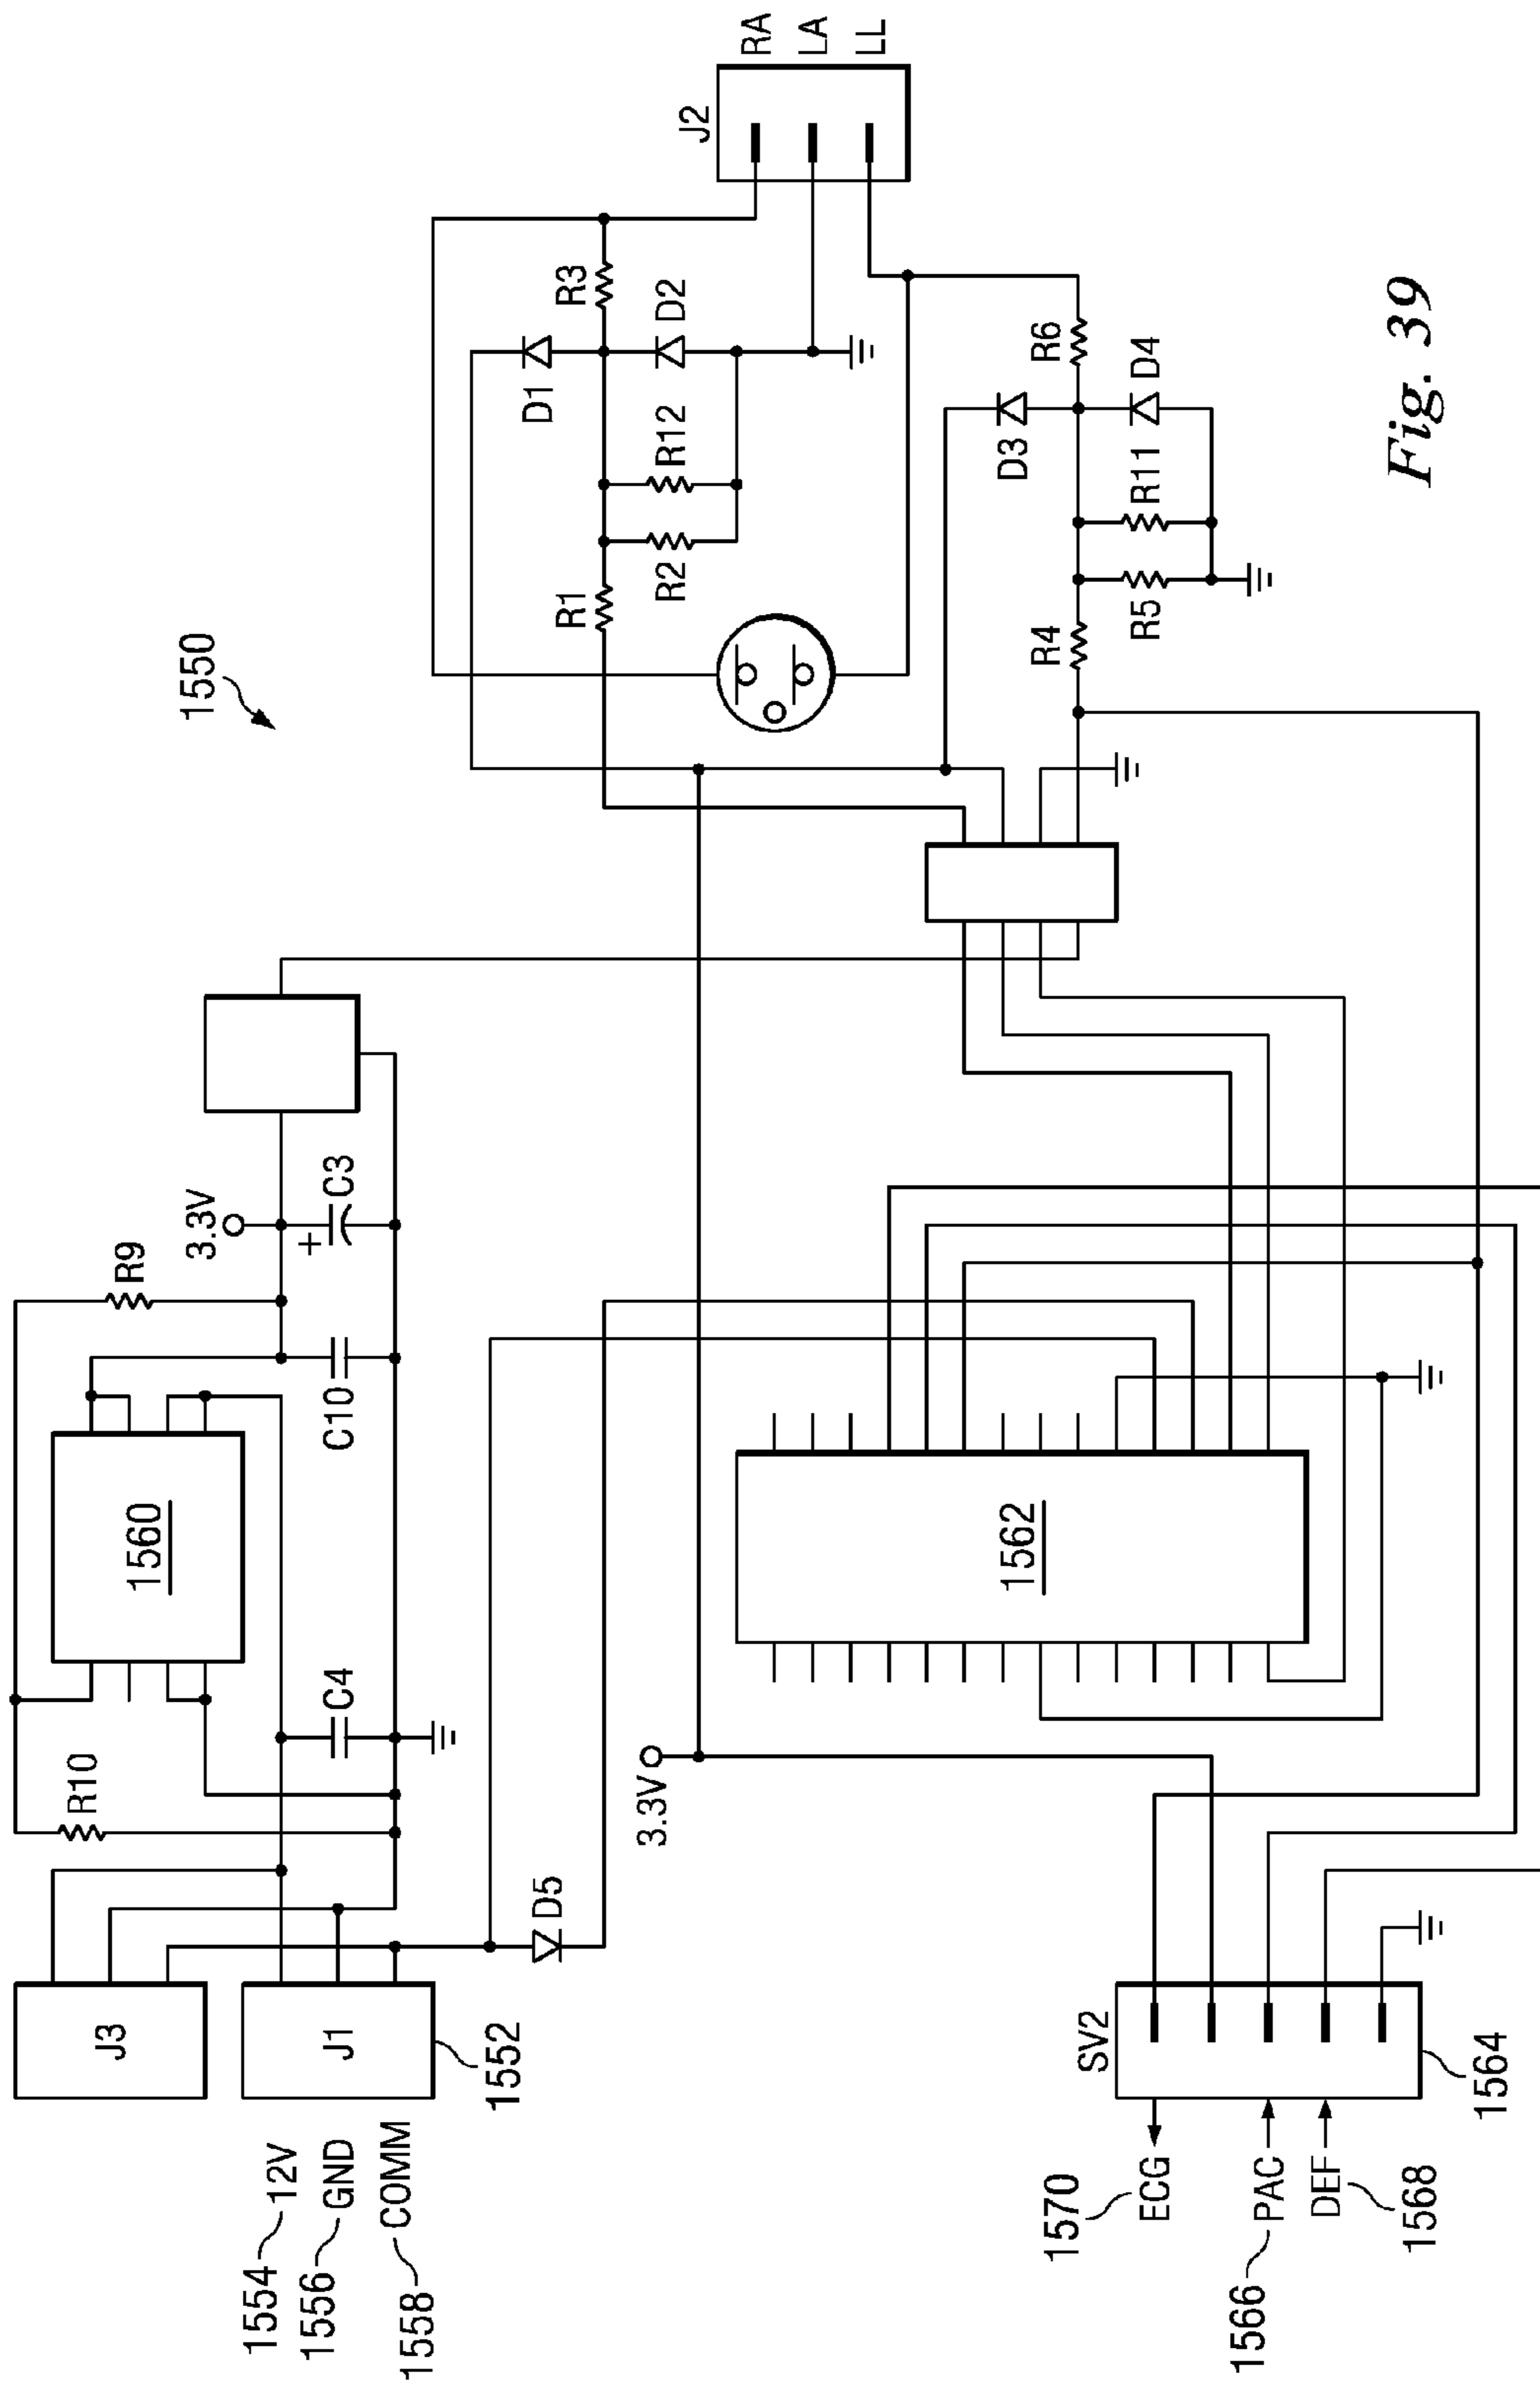 1550
J2
RA
LA
LL
R3
D1
D2
R12
R1
R2
R6
D3
D4
R11
R4
R5
3.3V
R9
+
C3
C10
1560
C4
R10
J3
J1
1552
1554
12V
1556
GND
1558
COMM
D5
3.3V
1562
SV2
1564
1570
ECG
1566
PAC
DEF
1568
Fig. 39